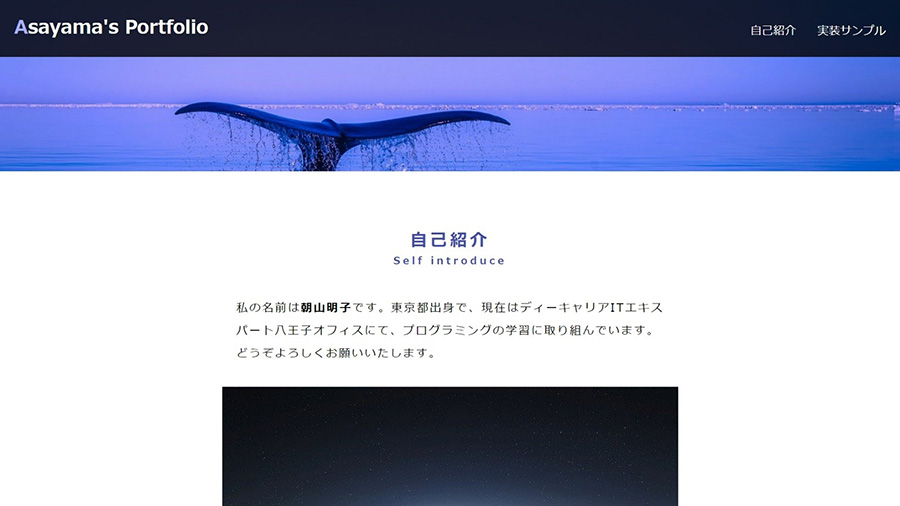 Asayama's Portfolio
自己紹介 実装サンプル
自己紹介
Self introduce
私の名前は朝山明子です。東京都出身で、現在はディーキャリアITエキス
パート八王子オフィスにて、プログラミングの学習に取り組んでいます。
どうぞよろしくお願いいたします。